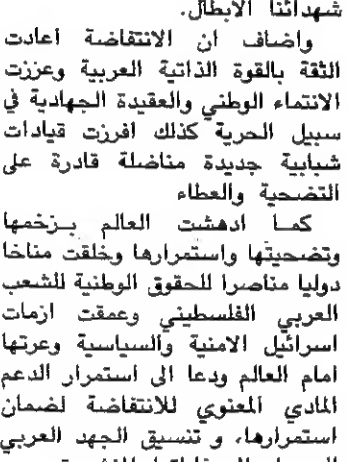 شهدائنا الابطال.
واضاف ان الانتفاضة اعادت
الثقة بالقوة الذاتية العربية وعززت
الانتماء الوطني والعقيدة الجهادية في
سبيل الحرية كذلك افرزت قيادات
شبابية جديدة مناضلة قادرة على
التضحية والعطاء
كما ادهشت العالم بزخمها
وتضحيتها واستمرارها وخلقت مناخا
دوليا مناصرا للحقوق الوطنية للشعب
العربي الفلسطيني وعمقت ازمات
اسرائيل الامنية والسياسية وعرتها
امام العالم ودعا الى استمرار الدعم
المادي المعنوي للانتفاضة لضمان
استمرارها، و تنسيق الجهد العربي